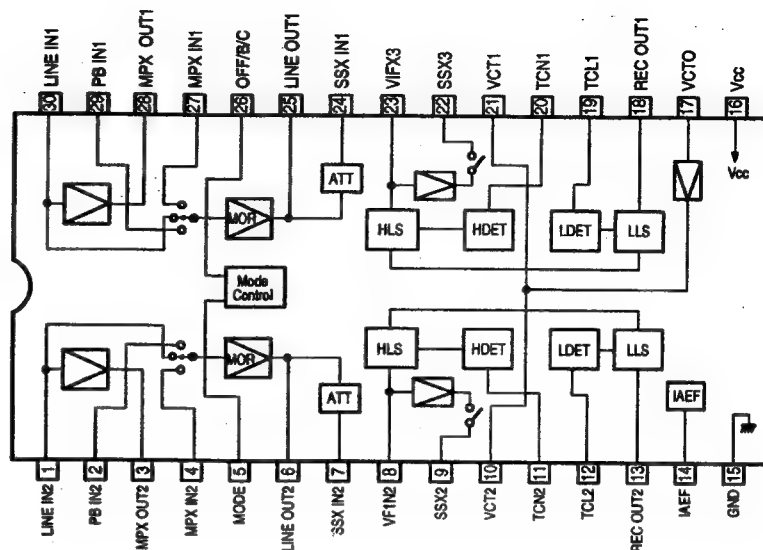 LINE IN1
PB IN1
MPX OUT1
MPX IN1
OFF/B/C
LINE OUT1
SSX IN1
VIFX3
SSX3
VCT1
TCN1
TCL1
REC OUT1
VCTO
Vcc
30
29
28
27
26
25
24
23
22
21
20
19
18
17
16
Vcc
ATT
MOR
HLS
HDET
LDET
LLS
Mode
Control
MOR
HLS
HDET
LDET
LLS
ATT
IAEF
1
2
3
4
5
6
7
8
9
10
11
12
13
14
15
LINE IN2
PB IN2
MPX OUT2
MPX IN2
MODE
LINE OUT2
SSX IN2
VF1N2
SSX2
VCT2
TCN2
TCL2
REC OUT2
IAEF
GND